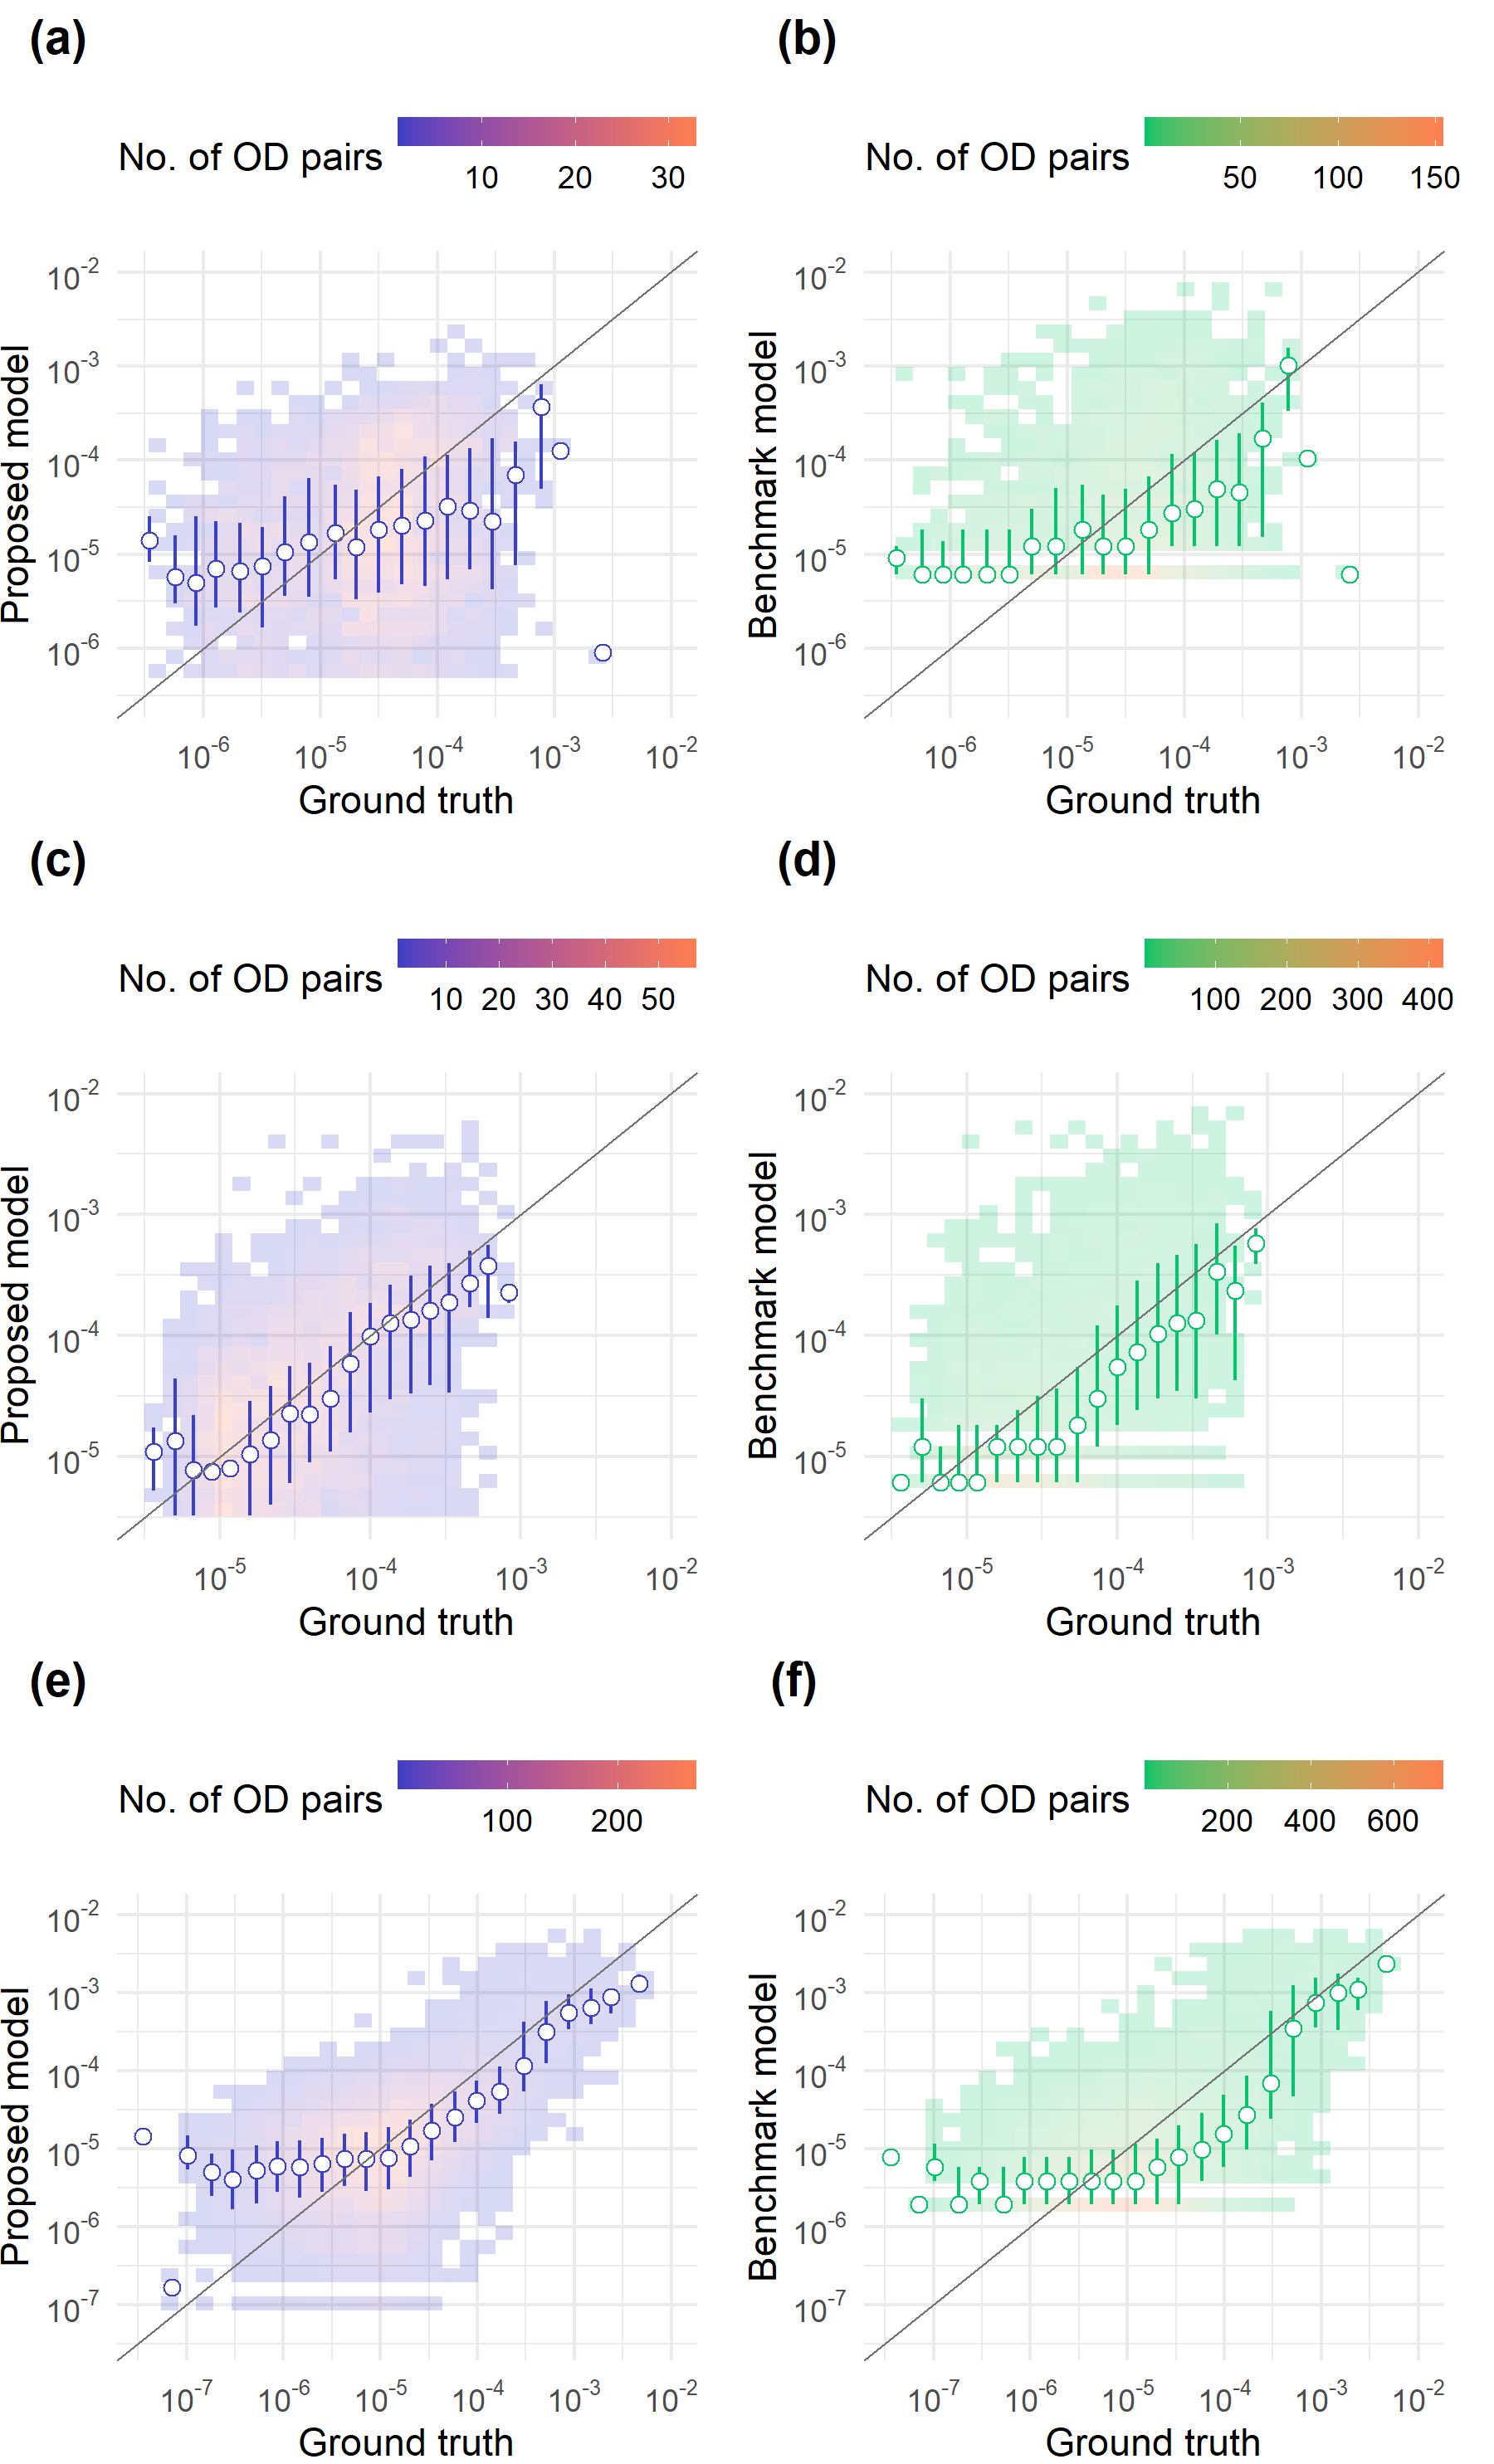 (a) (b)
No. of OD pairs 10 20 30
No. of OD pairs 50 100 150
Proposed model
10⁻² 10⁻³ 10⁻⁴ 10⁻⁵ 10⁻⁶
10⁻⁶ 10⁻⁵ 10⁻⁴ 10⁻³ 10⁻²
Ground truth
Benchmark model
10⁻² 10⁻³ 10⁻⁴ 10⁻⁵ 10⁻⁶
10⁻⁶ 10⁻⁵ 10⁻⁴ 10⁻³ 10⁻²
Ground truth
(c) (d)
No. of OD pairs 10 20 30 40 50
No. of OD pairs 100 200 300 400
Proposed model
10⁻² 10⁻³ 10⁻⁴ 10⁻⁵
10⁻⁵ 10⁻⁴ 10⁻³ 10⁻²
Ground truth
Benchmark model
10⁻² 10⁻³ 10⁻⁴ 10⁻⁵
10⁻⁵ 10⁻⁴ 10⁻³ 10⁻²
Ground truth
(e) (f)
No. of OD pairs 100 200
No. of OD pairs 200 400 600
Proposed model
10⁻² 10⁻³ 10⁻⁴ 10⁻⁵ 10⁻⁶ 10⁻⁷
10⁻⁷ 10⁻⁶ 10⁻⁵ 10⁻⁴ 10⁻³ 10⁻²
Ground truth
Benchmark model
10⁻² 10⁻³ 10⁻⁴ 10⁻⁵ 10⁻⁶ 10⁻⁷
10⁻⁷ 10⁻⁶ 10⁻⁵ 10⁻⁴ 10⁻³ 10⁻²
Ground truth